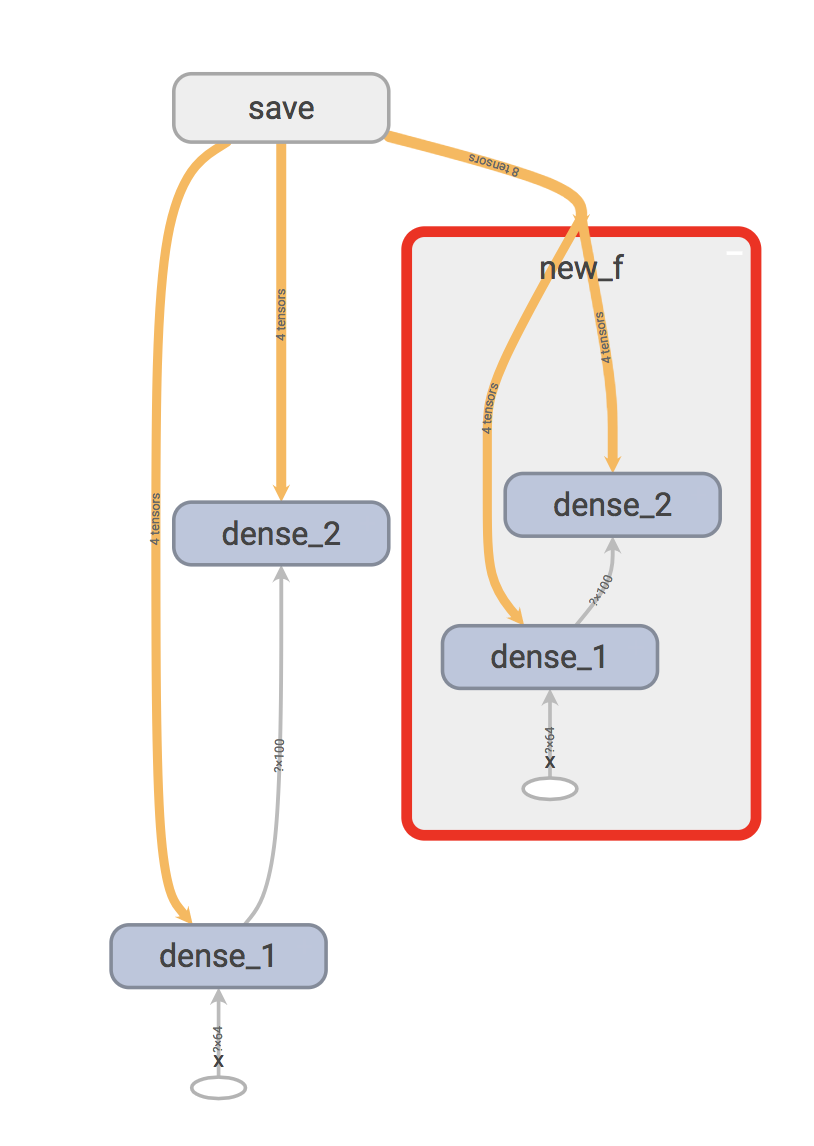 save
8 tensors
new_f
4 tensors
4 tensors
4 tensors
4 tensors
dense_2
dense_2
?×100
dense_1
?×64
x
?×100
dense_1
?×64
x